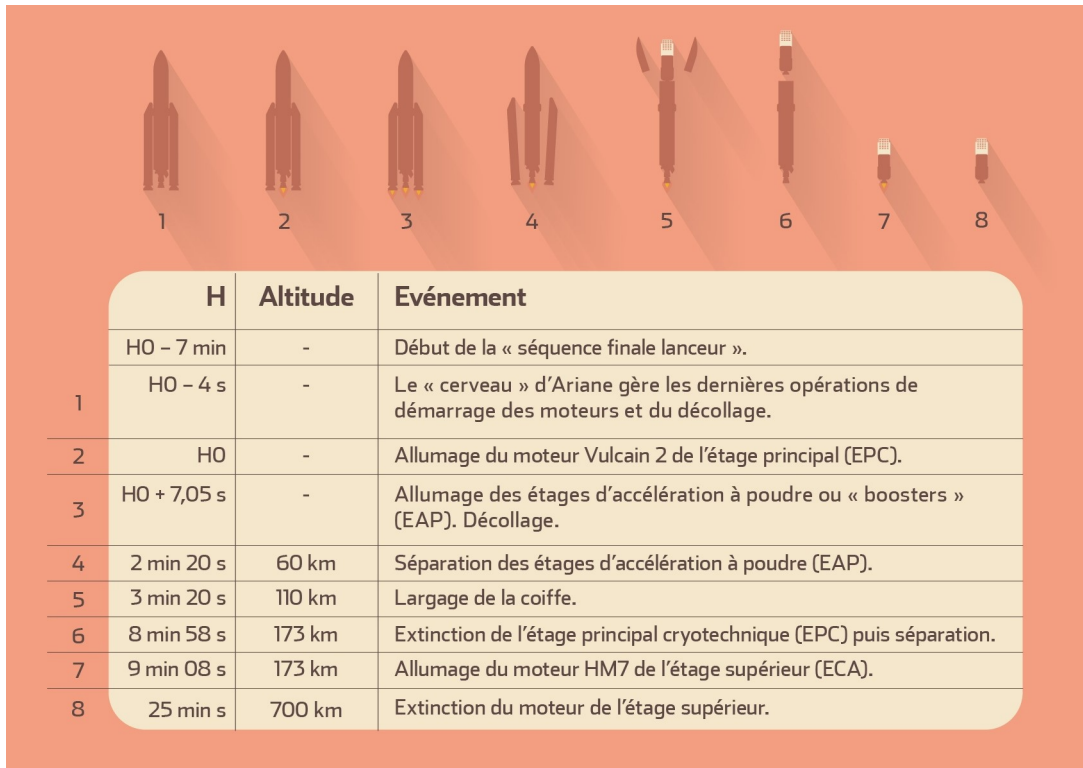 1 2 3 4 5 6 7 8
H Altitude Evénement
H0 – 7 min - Début de la « séquence finale lanceur ».
1 H0 – 4 s - Le « cerveau » d’Ariane gère les dernières opérations de
démarrage des moteurs et du décollage.
2 H0 - Allumage du moteur Vulcain 2 de l’étage principal (EPC).
3 H0 + 7,05 s - Allumage des étages d’accélération à poudre ou « boosters »
(EAP). Décollage.
4 2 min 20 s 60 km Séparation des étages d’accélération à poudre (EAP).
5 3 min 20 s 110 km Largage de la coiffe.
6 8 min 58 s 173 km Extinction de l’étage principal cryotechnique (EPC) puis séparation.
7 9 min 08 s 173 km Allumage du moteur HM7 de l’étage supérieur (ECA).
8 25 min s 700 km Extinction du moteur de l’étage supérieur.